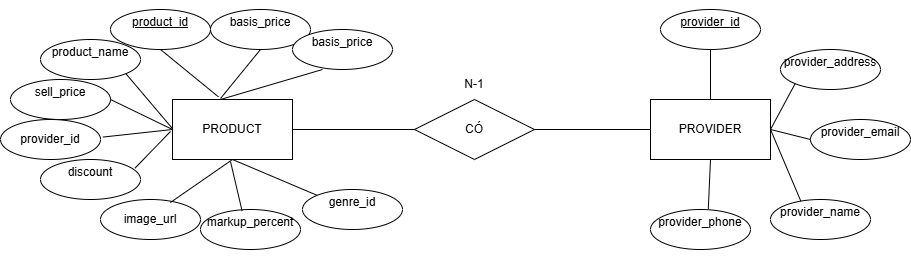 product_id
basis_price
basis_price
product_name
sell_price
provider_id
discount
image_url
markup_percent
genre_id
PRODUCT
N-1
CÓ
PROVIDER
provider_id
provider_address
provider_email
provider_name
provider_phone